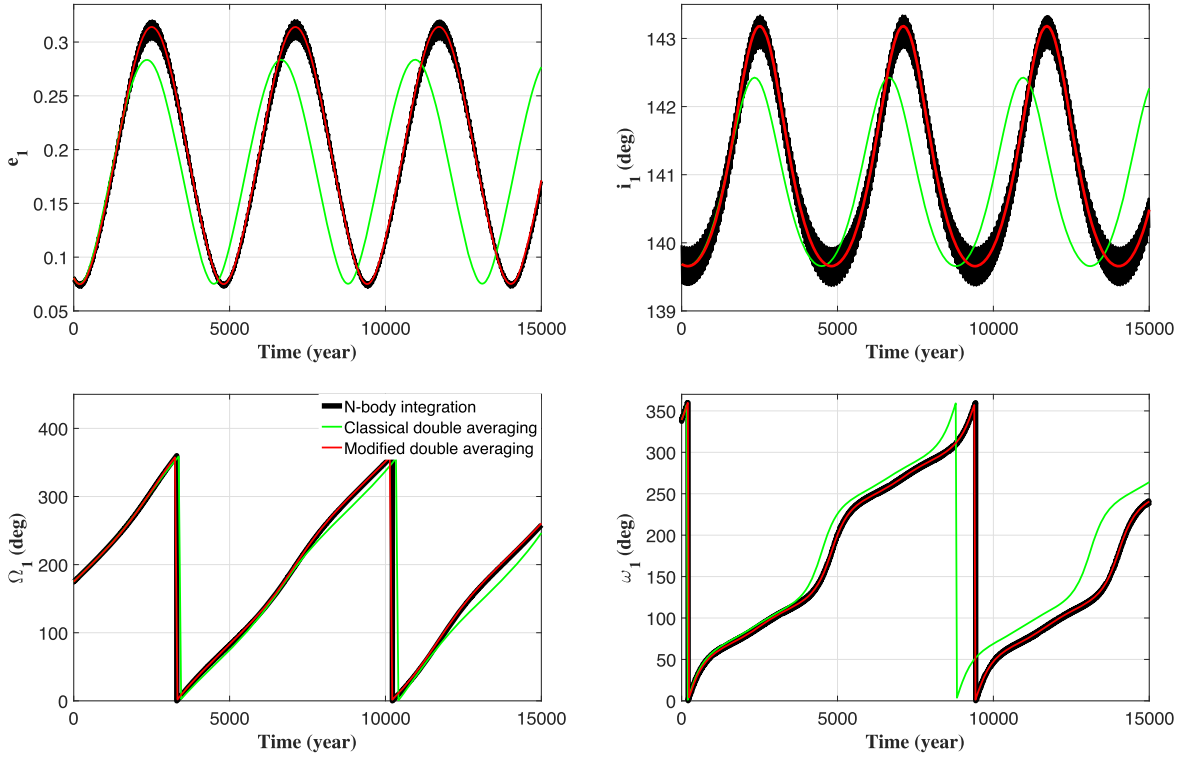 0.3
0.25
0.2
0.15
0.1
0.05
e1
0 5000 10000 15000
Time (year)
143
142
141
140
139
i1 (deg)
0 5000 10000 15000
Time (year)
400
300
200
100
0
Ω1 (deg)
N-body integration
Classical double averaging
Modified double averaging
0 5000 10000 15000
Time (year)
350
300
250
200
150
100
50
0
ω1 (deg)
0 5000 10000 15000
Time (year)